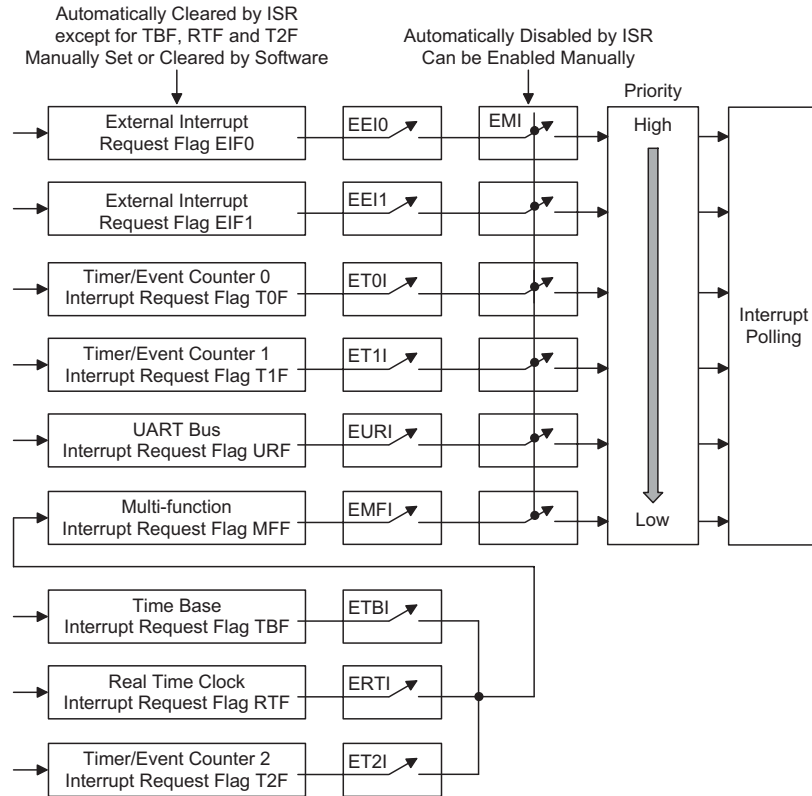 Automatically Cleared by ISR
except for TBF, RTF and T2F
Manually Set or Cleared by Software
Automatically Disabled by ISR
Can be Enabled Manually
Priority
External Interrupt
Request Flag EIF0
EEI0
EMI
High
External Interrupt
Request Flag EIF1
EEI1
Timer/Event Counter 0
Interrupt Request Flag T0F
ET0I
Interrupt
Polling
Timer/Event Counter 1
Interrupt Request Flag T1F
ET1I
UART Bus
Interrupt Request Flag URF
EURI
Multi-function
Interrupt Request Flag MFF
EMFI
Low
Time Base
Interrupt Request Flag TBF
ETBI
Real Time Clock
Interrupt Request Flag RTF
ERTI
Timer/Event Counter 2
Interrupt Request Flag T2F
ET2I